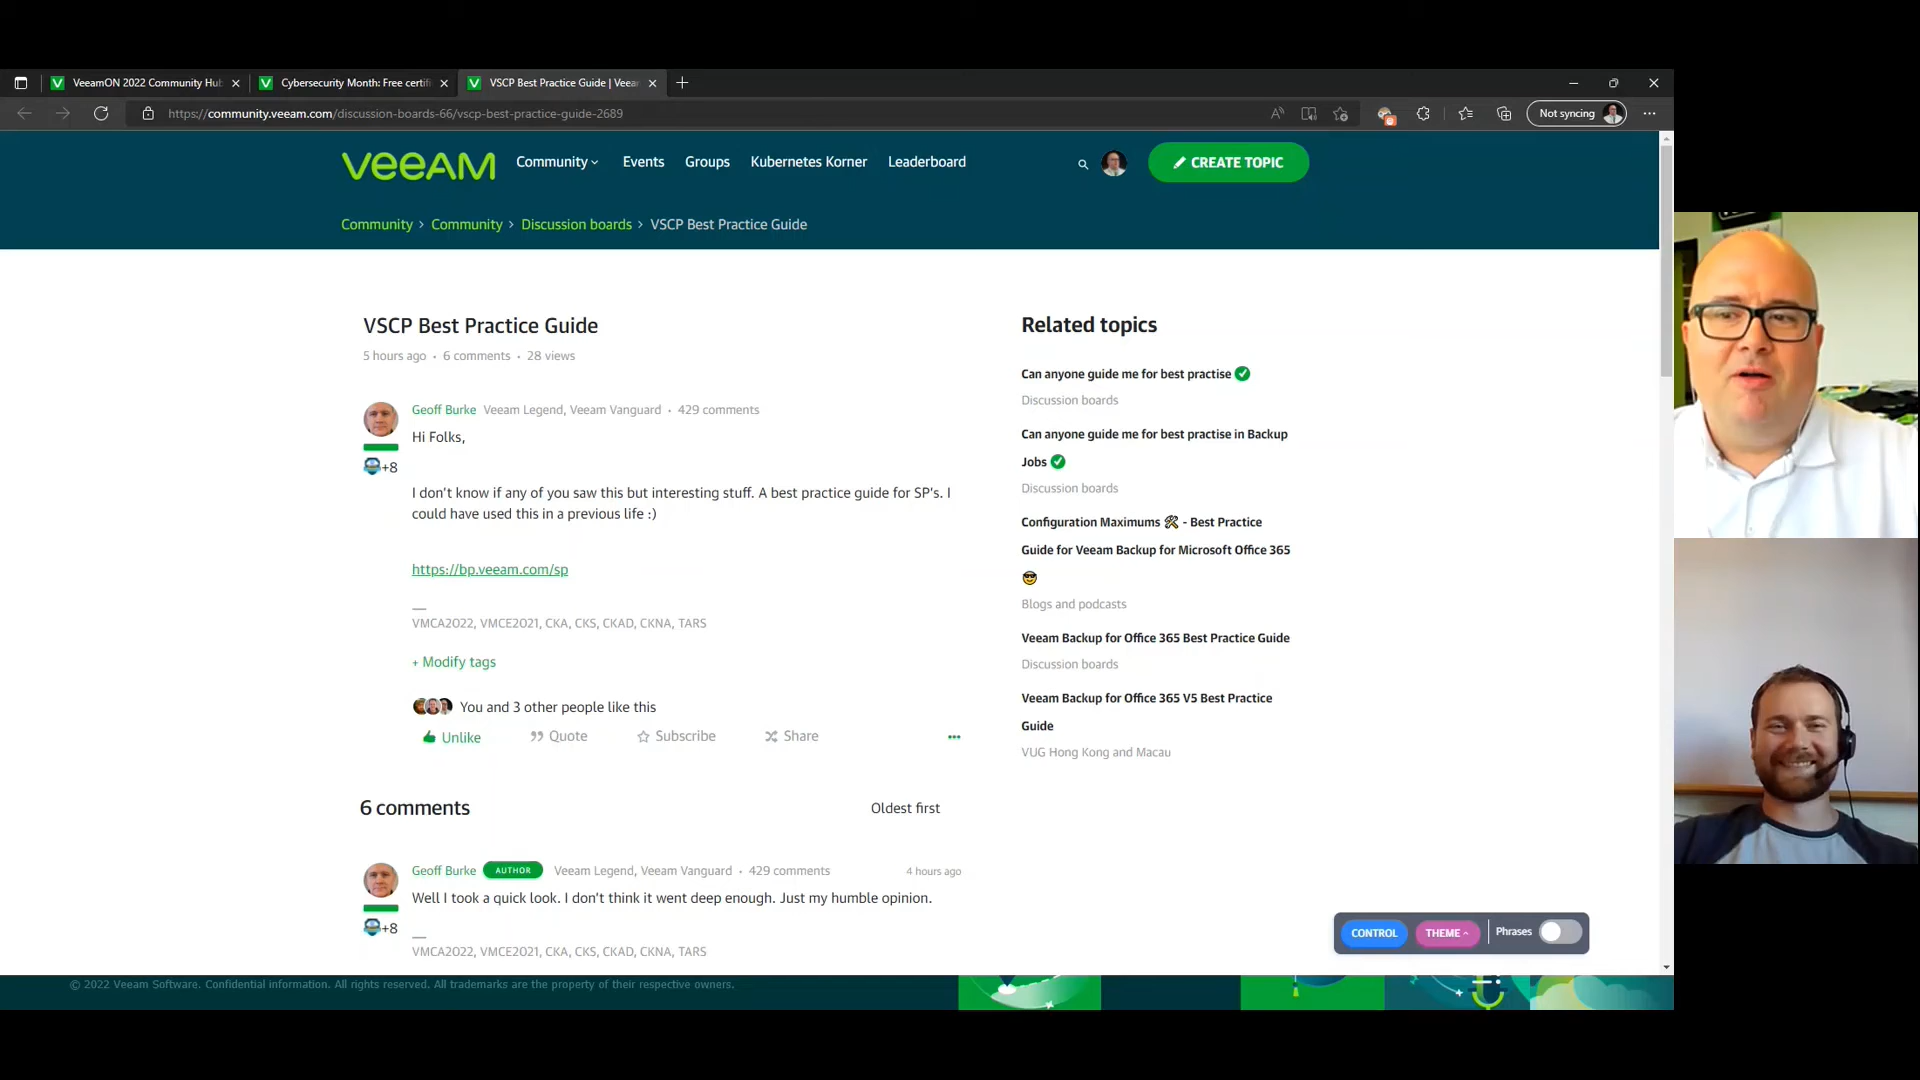 VeeamON 2022 Community Hu
Cybersecurity Month: Free certifi
VSCP Best Practice Guide | Veea
https://community.veeam.com/discussion-boards-66/vscp-best-practice-guide-2689
Not syncing
VEEAM
Community
Events
Groups
Kubernetes Korner
Leaderboard
CREATE TOPIC
Community > Community > Discussion boards > VSCP Best Practice Guide
VSCP Best Practice Guide
5 hours ago • 6 comments • 28 views
Geoff Burke Veeam Legend, Veeam Vanguard • 429 comments
+8
Hi Folks,
I don't know if any of you saw this but interesting stuff. A best practice guide for SP's. I
could have used this in a previous life :)
https://bp.veeam.com/sp
VMCA2022, VMCE2021, CKA, CKS, CKAD, CKNA, TARS
+ Modify tags
You and 3 other people like this
Unlike
Quote
Subscribe
Share
6 comments
Oldest first
Geoff Burke AUTHOR Veeam Legend, Veeam Vanguard • 429 comments
4 hours ago
+8
Well I took a quick look. I don't think it went deep enough. Just my humble opinion.
VMCA2022, VMCE2021, CKA, CKS, CKAD, CKNA, TARS
Related topics
Can anyone guide me for best practise
Discussion boards
Can anyone guide me for best practise in Backup
Jobs
Discussion boards
Configuration Maximums 🛠 - Best Practice
Guide for Veeam Backup for Microsoft Office 365
😎
Blogs and podcasts
Veeam Backup for Office 365 Best Practice Guide
Discussion boards
Veeam Backup for Office 365 V5 Best Practice
Guide
VUG Hong Kong and Macau
CONTROL
THEME
Phrases
© 2022 Veeam Software. Confidential information. All rights reserved. All trademarks are the property of their respective owners.